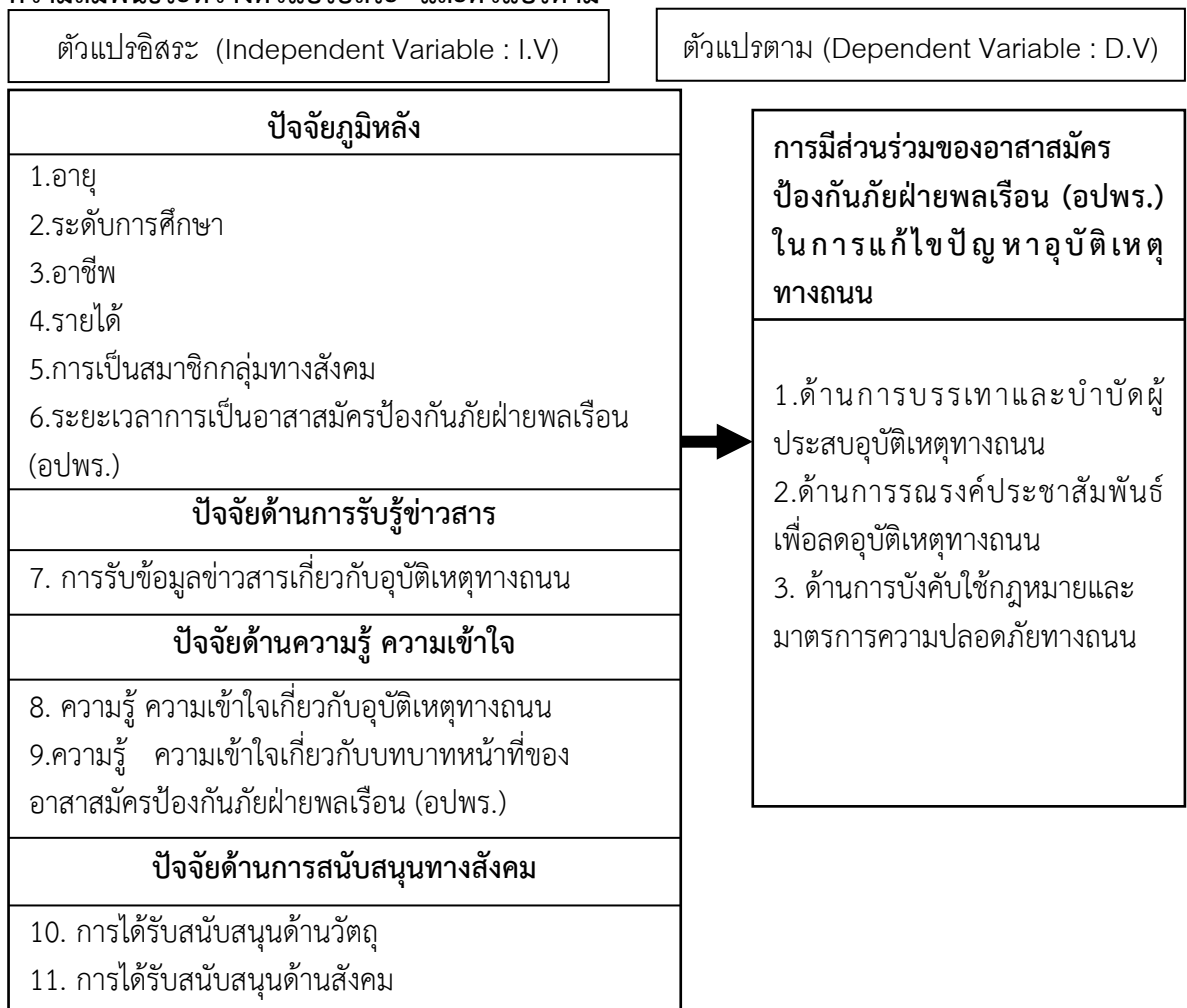 ตัวแปรอิสระ (Independent Variable : I.V)
ตัวแปรตาม (Dependent Variable : D.V)
ปัจจัยภูมิหลัง
1.อายุ
2.ระดับการศึกษา
3.อาชีพ
4.รายได้
5.การเป็นสมาชิกกลุ่มทางสังคม
6.ระยะเวลาการเป็นอาสาสมัครป้องกันภัยฝ่ายพลเรือน
(อปพร.)
ปัจจัยด้านการรับรู้ข่าวสาร
7. การรับข้อมูลข่าวสารเกี่ยวกับอุบัติเหตุทางถนน
ปัจจัยด้านความรู้ ความเข้าใจ
8. ความรู้ ความเข้าใจเกี่ยวกับอุบัติเหตุทางถนน
9.ความรู้ ความเข้าใจเกี่ยวกับบทบาทหน้าที่ของ
อาสาสมัครป้องกันภัยฝ่ายพลเรือน (อปพร.)
ปัจจัยด้านการสนับสนุนทางสังคม
10. การได้รับสนับสนุนด้านวัตถุ
11. การได้รับสนับสนุนด้านสังคม
การมีส่วนร่วมของอาสาสมัคร
ป้องกันภัยฝ่ายพลเรือน (อปพร.)
ในการแก้ไขปัญหาอุบัติเหตุ
ทางถนน
1.ด้านการบรรเทาและบำบัดผู้
ประสบอุบัติเหตุทางถนน
2.ด้านการรณรงค์ประชาสัมพันธ์
เพื่อลดอุบัติเหตุทางถนน
3. ด้านการบังคับใช้กฎหมายและ
มาตรการความปลอดภัยทางถนน